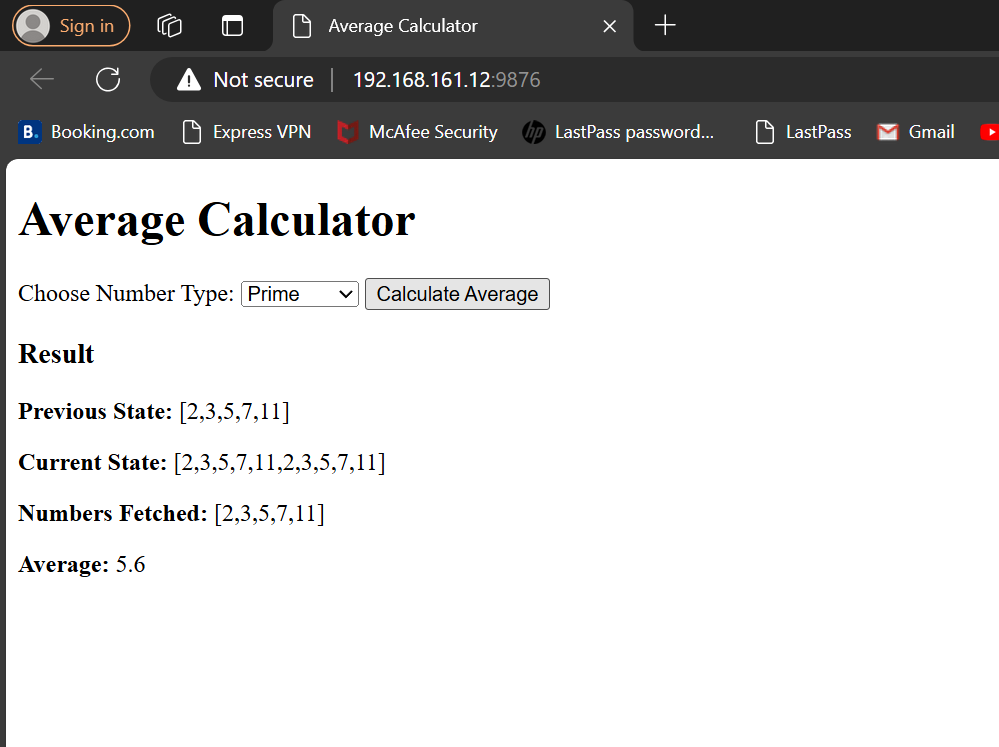 Sign in
Average Calculator
Not secure
192.168.161.12:9876
B. Booking.com
Express VPN
McAfee Security
hp LastPass password...
LastPass
Gmail
Average Calculator
Choose Number Type: Prime Calculate Average
Result
Previous State: [2,3,5,7,11]
Current State: [2,3,5,7,11,2,3,5,7,11]
Numbers Fetched: [2,3,5,7,11]
Average: 5.6